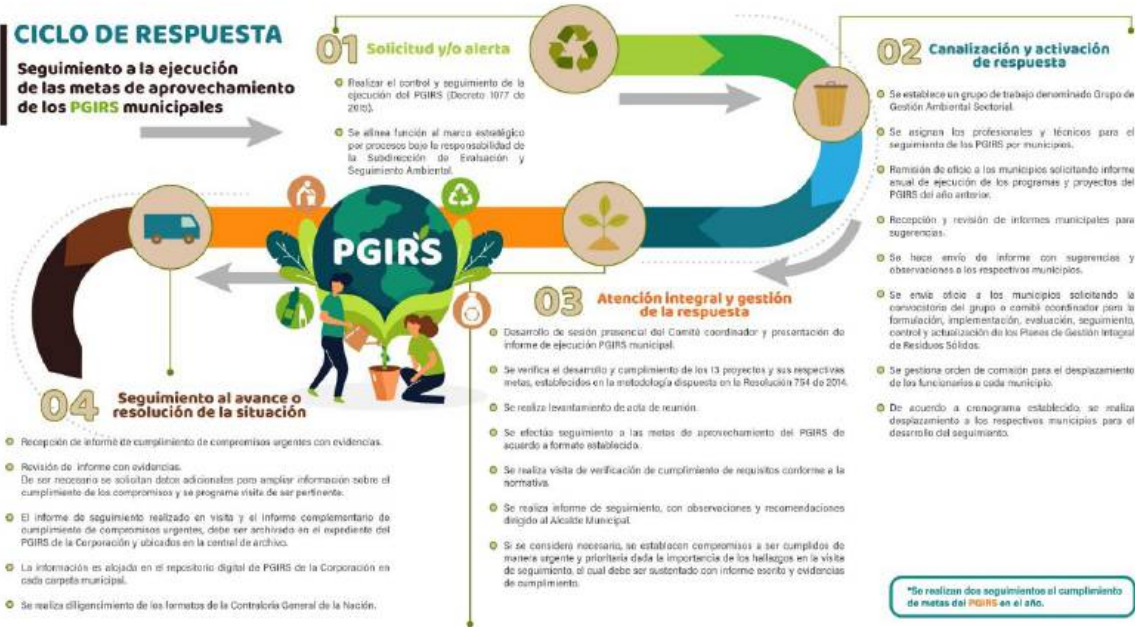 CICLO DE RESPUESTA
Seguimiento a la ejecución
de las metas de aprovechamiento
de los PGIRS municipales
01 Solicitud y/o alerta
Realizar el control y seguimiento de la
ejecución del PGIRS (Decreto 1077 de
2015).
Se alinea función al marco estratégico
por procesos bajo la responsabilidad de
la Subdirección de Evaluación y
Seguimiento Ambiental.
02 Canalización y activación
de respuesta
Se establece un grupo de trabajo denominado Grupo de
Gestión Ambiental Sectorial.
Se asignan los profesionales y técnicos para el
seguimiento de los PGIRS por municipios.
Remisión de oficio a los municipios solicitando informe
anual de ejecución de los programas y proyectos del
PGIRS del año anterior.
Recepción y revisión de informes municipales para
sugerencias.
Se hace envío de informe con sugerencias y
observaciones a los respectivos municipios.
Se envía oficio a los municipios solicitando la
convocatoria del grupo o comité coordinador para la
formulación, implementación, evaluación, seguimiento,
control y actualización de los Planes de Gestión Integral
de Residuos Sólidos.
Se gestiona orden de comisión para el desplazamiento
de los funcionarios a cada municipio.
De acuerdo a cronograma establecido, se realiza
desplazamiento a los respectivos municipios para el
desarrollo del seguimiento.
PGIRS
03 Atención integral y gestión
de la respuesta
Desarrollo de sesión presencial del Comité coordinador y presentación de
informe de ejecución PGIRS municipal.
Se verifica el desarrollo y cumplimiento de los 13 proyectos y sus respectivas
metas, establecidos en la metodología dispuesta en la Resolución 754 de 2014.
Se realiza levantamiento de acta de reunión.
Se efectúa seguimiento a las metas de aprovechamiento del PGIRS de
acuerdo a formato establecido.
Se realiza visita de verificación de cumplimiento de requisitos conforme a la
normativa.
Se realiza informe de seguimiento, con observaciones y recomendaciones
dirigido al Alcalde Municipal.
Si se considera necesario, se establecen compromisos a ser cumplidos de
manera urgente y prioritaria dada la importancia de los hallazgos en la visita
de seguimiento, el cual debe ser sustentado con informe escrito y evidencias
de cumplimiento.
04 Seguimiento al avance o
resolución de la situación
Recepción de informe de cumplimiento de compromisos urgentes con evidencias.
Revisión de informe con evidencias.
De ser necesario se solicitan datos adicionales para ampliar información sobre el
cumplimiento de los compromisos y se programa visita de ser pertinente.
El informe de seguimiento realizado en visita y el informe complementario de
cumplimiento de compromisos urgentes, debe ser archivado en el expediente del
PGIRS de la Corporación y ubicados en la central de archivo.
La información es alojada en el repositorio digital de PGIRS de la Corporación en
cada carpeta municipal.
Se realiza diligenciamiento de los formatos de la Contraloría General de la Nación.
*Se realizan dos seguimientos al cumplimiento
de metas del PGIRS en el año.